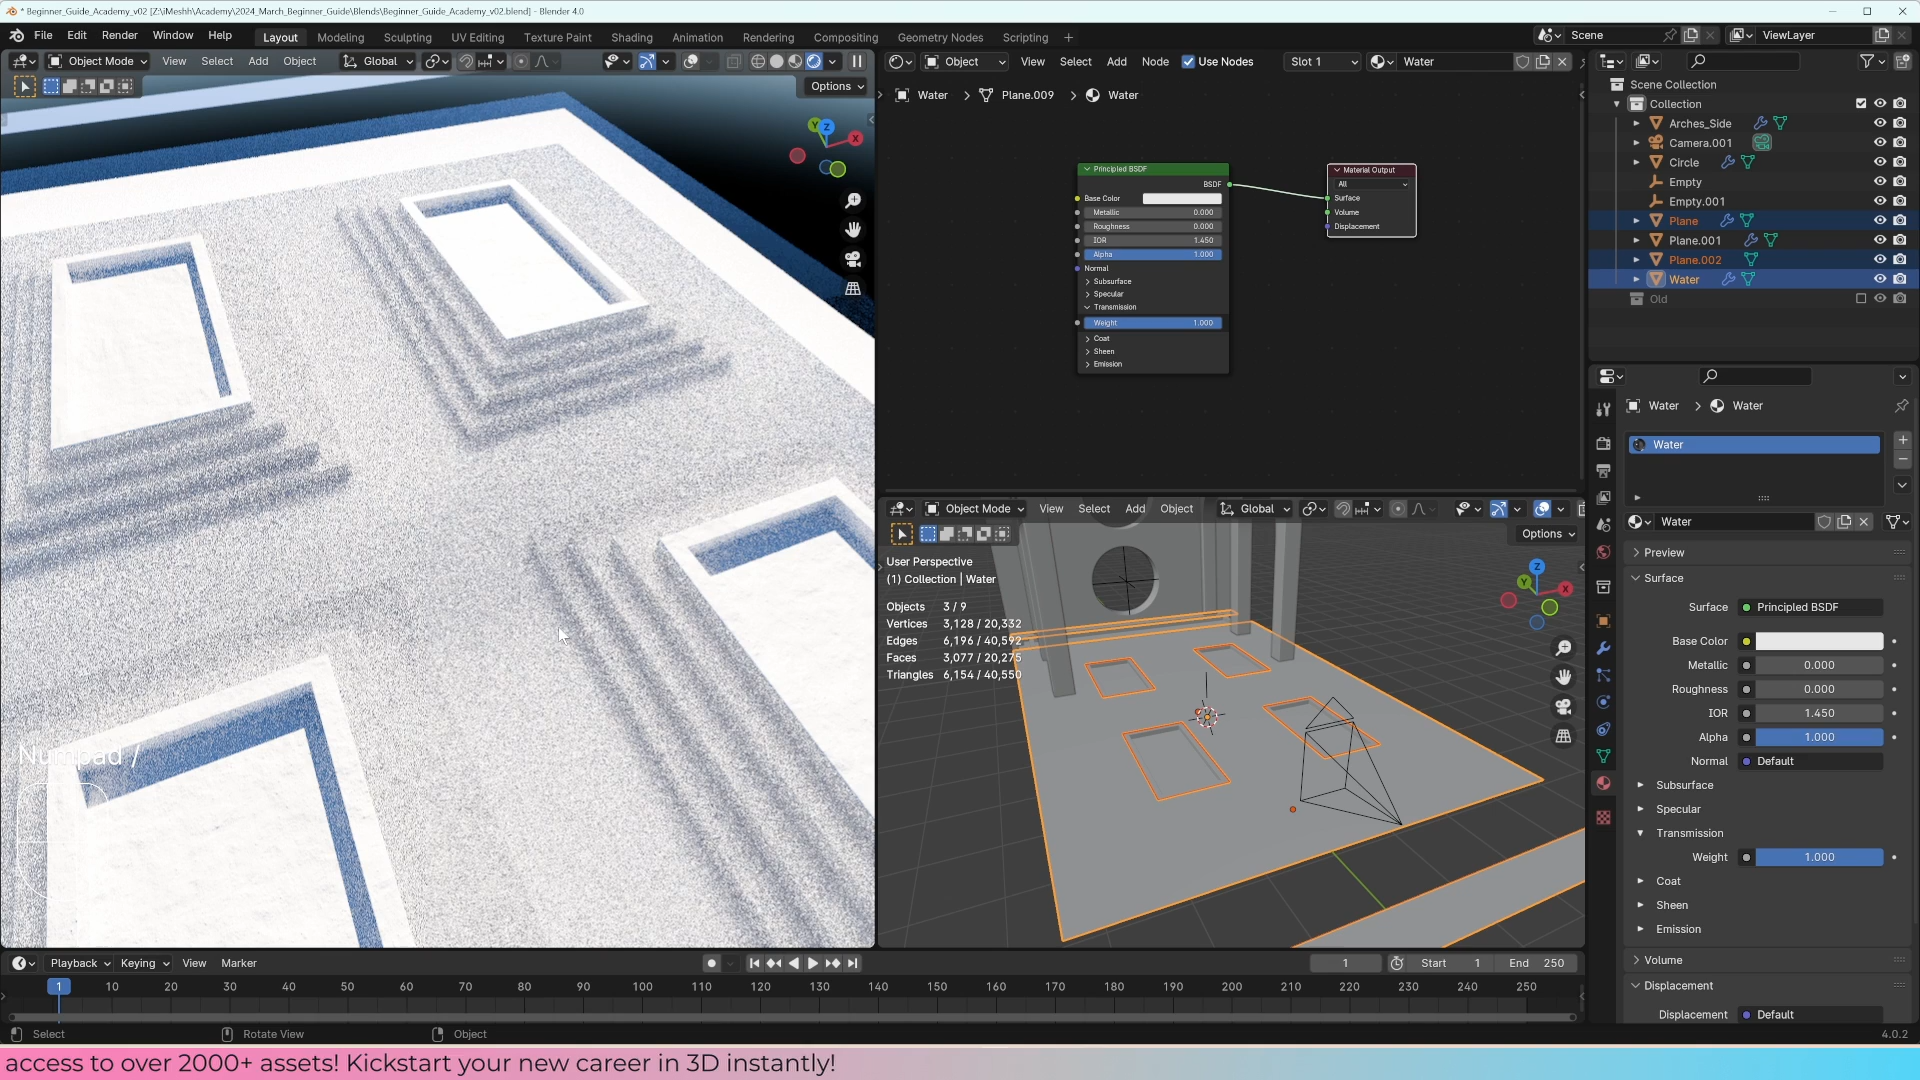 * Beginner_Guide_Academy_v02 [Z:\iMeshh\Academy\2024_March_Beginner_Guide\Blends\Beginner_Guide_Academy_v02.blend] - Blender 4.0
File Edit Render Window Help Layout Modeling Sculpting UV Editing Texture Paint Shading Animation Rendering Compositing Geometry Nodes Scripting + Scene ViewLayer
Object Mode View Select Add Object Global
Options
Y Z X
Numpad /
Object View Select Add Node Use Nodes Slot 1 Water
Water > Plane.009 > Water
Principled BSDF
BSDF
Base Color
Metallic 0.000
Roughness 0.000
IOR 1.450
Alpha 1.000
Normal
Subsurface
Specular
Transmission
Weight 1.000
Coat
Sheen
Emission
Material Output
All
Surface
Volume
Displacement
Object Mode View Select Add Object Global
Options
User Perspective
(1) Collection | Water
Objects 3 / 9
Vertices 3,128 / 20,332
Edges 6,196 / 40,592
Faces 3,077 / 20,275
Triangles 6,154 / 40,550
Z Y X
Scene Collection
Collection
Arches_Side
Camera.001
Circle
Empty
Empty.001
Plane
Plane.001
Plane.002
Water
Old
Water > Water
Water
Water
Preview
Surface
Surface Principled BSDF
Base Color
Metallic 0.000
Roughness 0.000
IOR 1.450
Alpha 1.000
Normal Default
Subsurface
Specular
Transmission
Weight 1.000
Coat
Sheen
Emission
Volume
Displacement
Displacement Default
Playback Keying View Marker 1 Start 1 End 250
1 10 20 30 40 50 60 70 80 90 100 110 120 130 140 150 160 170 180 190 200 210 220 230 240 250
Select Rotate View Object 4.0.2
access to over 2000+ assets! Kickstart your new career in 3D instantly!